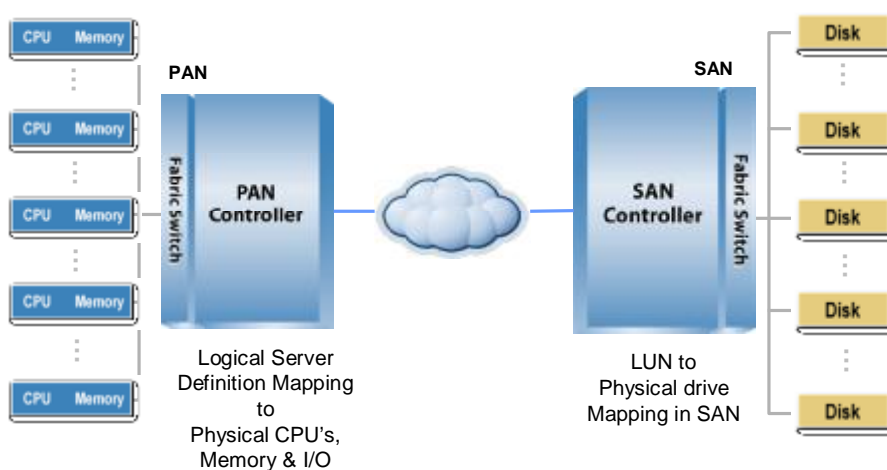 CPU Memory
CPU Memory
CPU Memory
CPU Memory
CPU Memory
PAN
Fabric Switch
PAN
Controller
Logical Server
Definition Mapping
to
Physical CPU's,
Memory & I/O
SAN
SAN
Controller
Fabric Switch
LUN to
Physical drive
Mapping in SAN
Disk
Disk
Disk
Disk
Disk